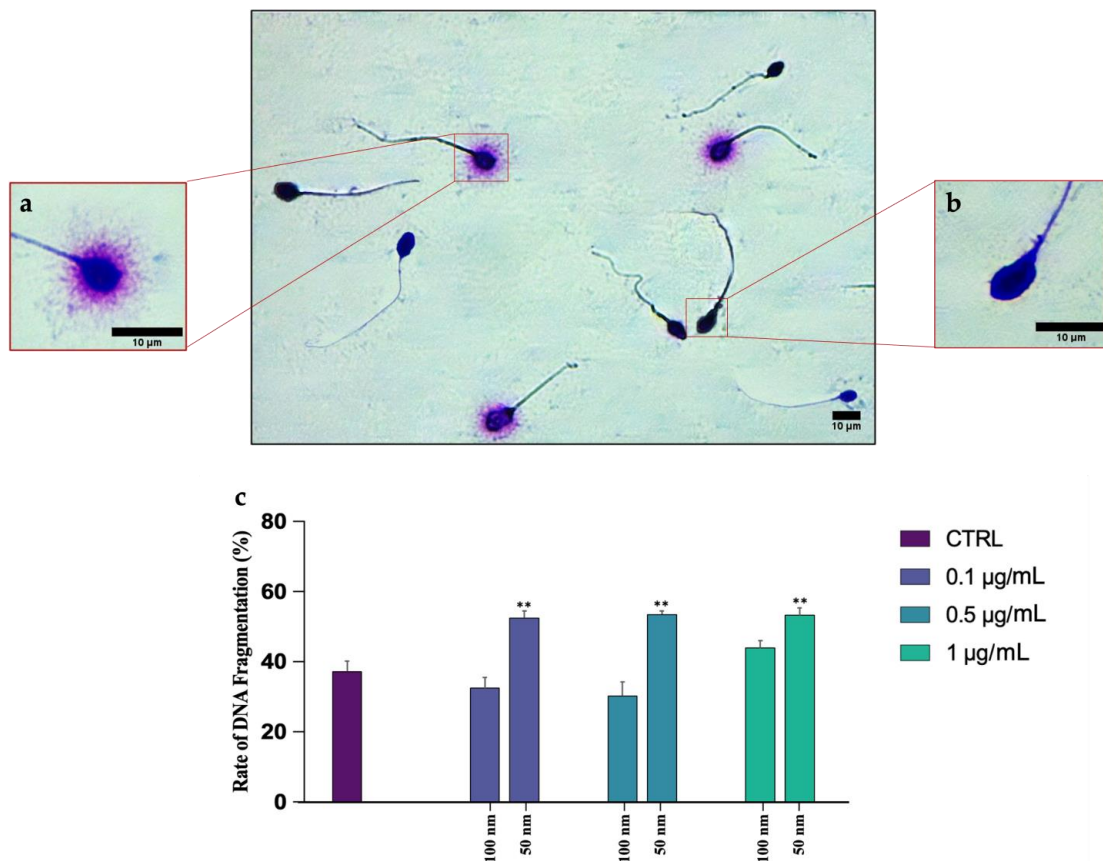 a
10 µm
b
10 µm
10 µm
c
Rate of DNA Fragmentation (%)
80
60
40
20
0
**
**
**
100 nm
50 nm
100 nm
50 nm
100 nm
50 nm
CTRL
0.1 µg/mL
0.5 µg/mL
1 µg/mL